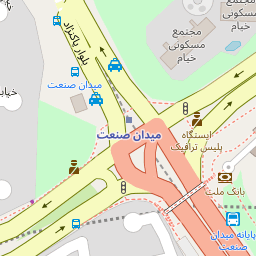 مجتمع
مسکونی
خیام
مجتمع
مسکونی
خیام
بلوار پاکنژاد
میدان صنعت
میدان صنعت
ایستگاه
پلیس ترافیک
بانک ملت
پایانه میدان
صنعت